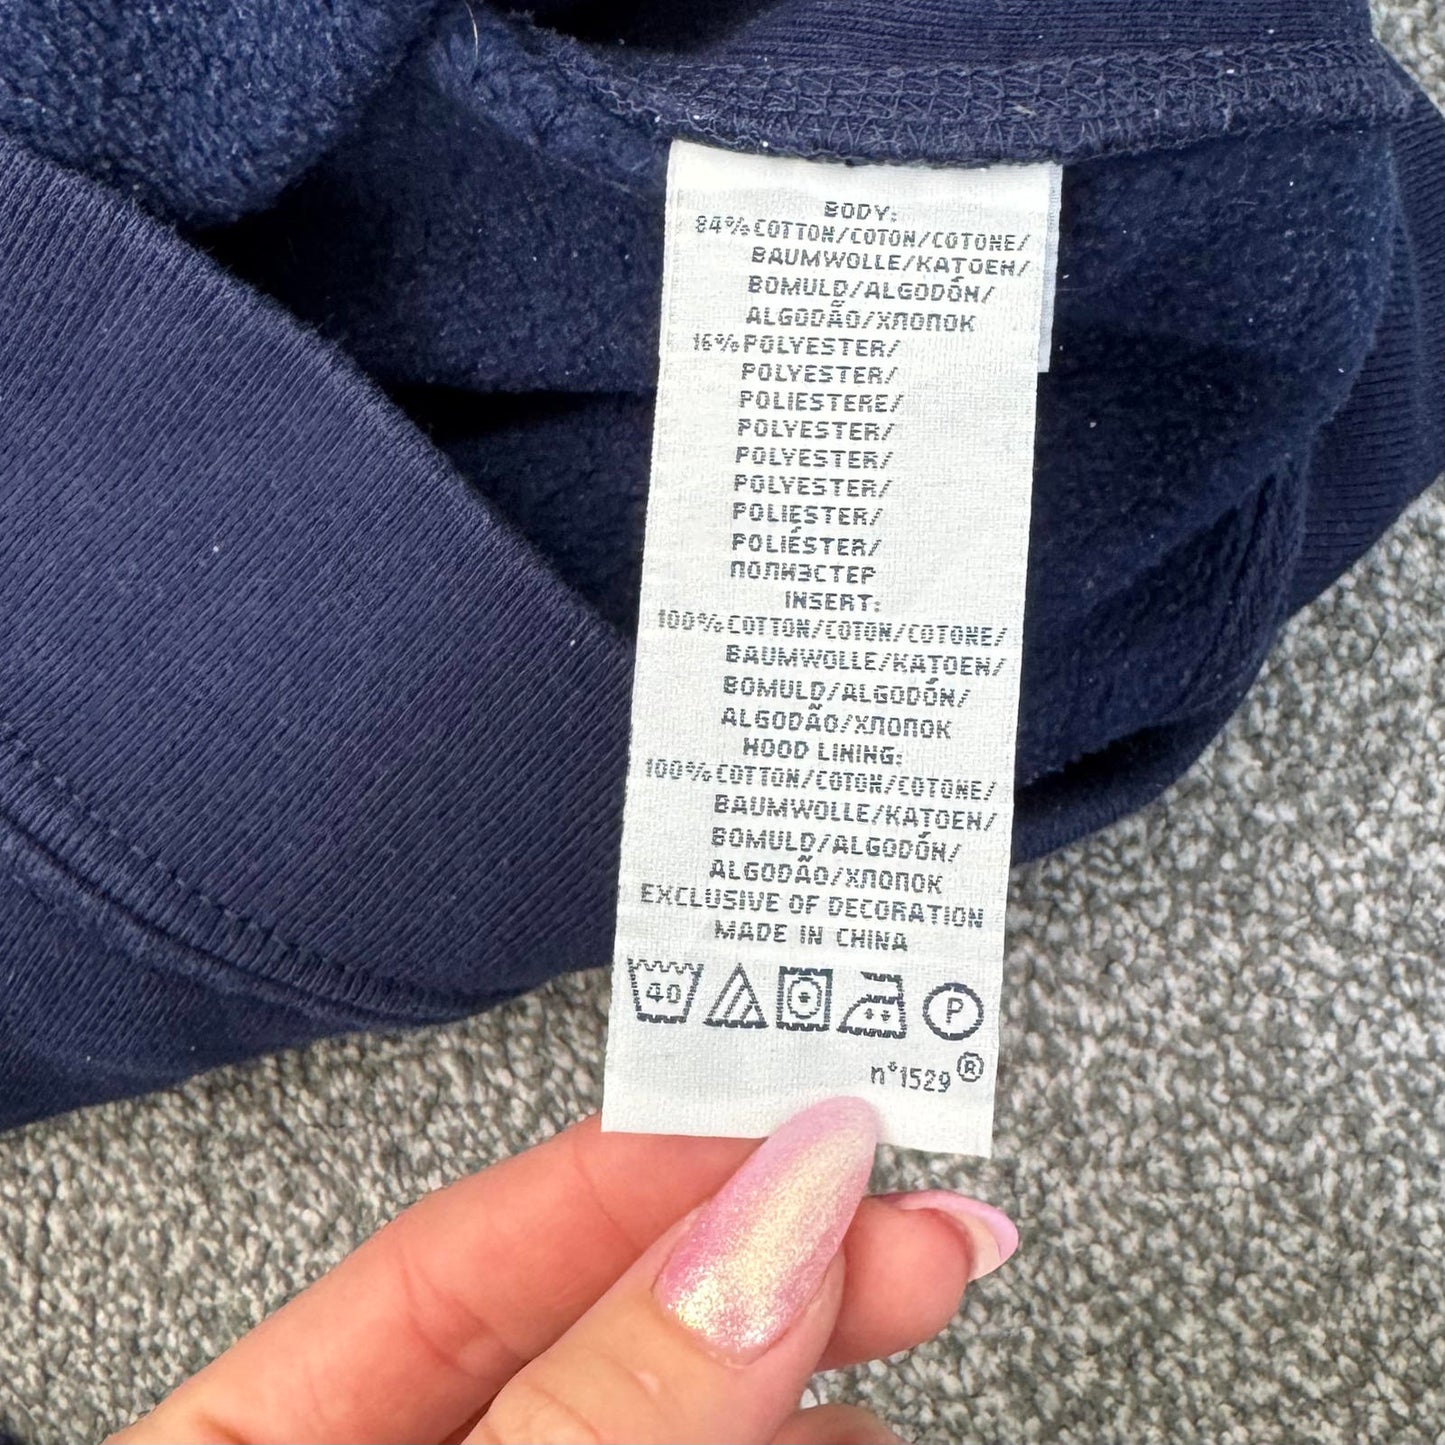 BODY:
84% COTTON/COTON/COTONE/
BAUMWOLLE/KATOEN/
BOMULD/ALGODÓN/
ALGODÃO/ХЛОПОК
16% POLYESTER/
POLYESTER/
POLIESTERE/
POLYESTER/
POLYESTER/
POLYESTER/
POLIESTER/
POLIÉSTER/
ПОЛИЭСТЕР
INSERT:
100% COTTON/COTON/COTONE/
BAUMWOLLE/KATOEN/
BOMULD/ALGODÓN/
ALGODÃO/ХЛОПОК
HOOD LINING:
100% COTTON/COTON/COTONE/
BAUMWOLLE/KATOEN/
BOMULD/ALGODÓN/
ALGODÃO/ХЛОПОК
EXCLUSIVE OF DECORATION
MADE IN CHINA
40 P
n°1529®